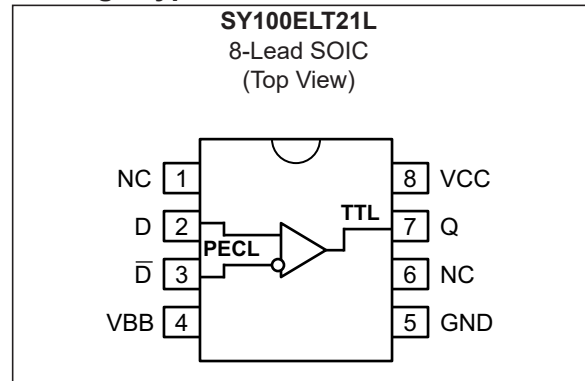 SY100ELT21L
8-Lead SOIC
(Top View)
NC 1
8 VCC
D 2
TTL
7 Q
PECL
D̅ 3
6 NC
VBB 4
5 GND